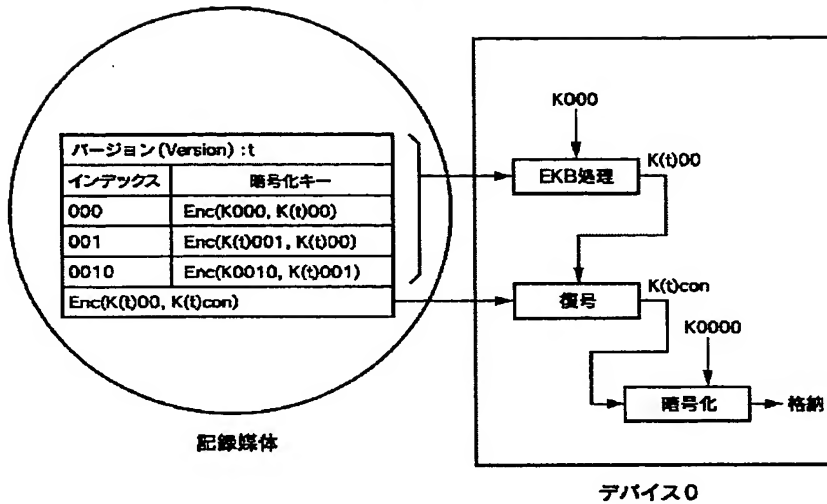 バージョン(Version):t
インデックス 暗号化キー
000 Enc(K000, K(t)00)
001 Enc(K(t)001, K(t)00)
0010 Enc(K0010, K(t)001)
Enc(K(t)00, K(t)con)
記録媒体
K000
EKB処理
K(t)00
復号
K(t)con
K0000
暗号化
格納
デバイス0